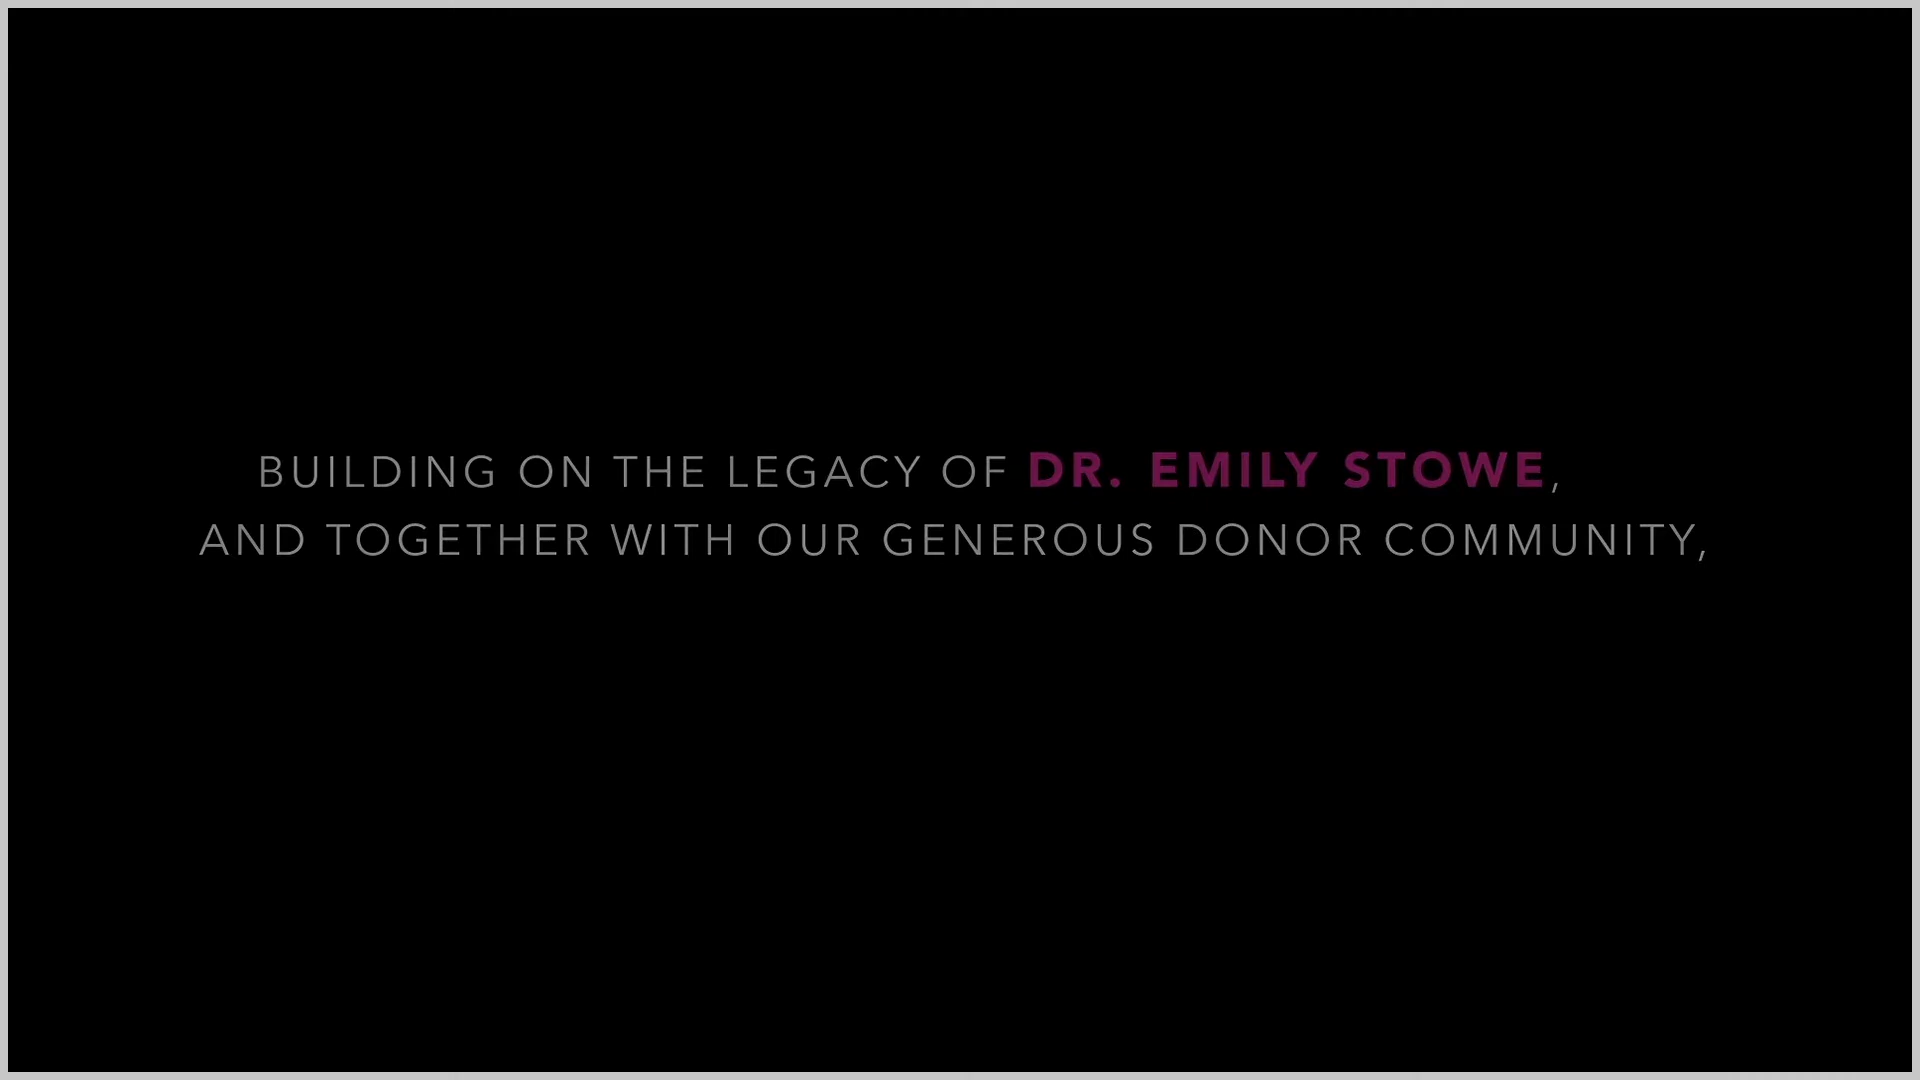 BUILDING ON THE LEGACY OF DR. EMILY STOWE,
AND TOGETHER WITH OUR GENEROUS DONOR COMMUNITY,